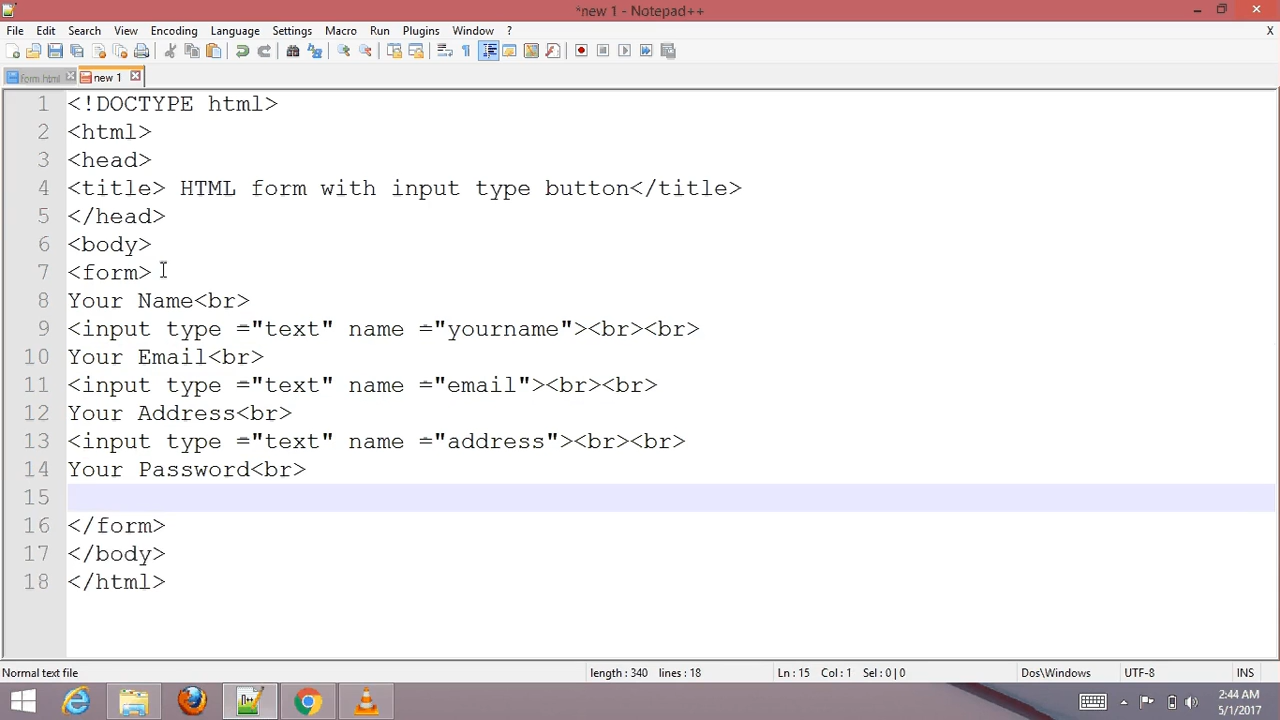 *new 1 - Notepad++
File Edit Search View Encoding Language Settings Macro Run Plugins Window ? X
form html new 1
1 <!DOCTYPE html>
2 <html>
3 <head>
4 <title> HTML form with input type button</title>
5 </head>
6 <body>
7 <form>
8 Your Name<br>
9 <input type ="text" name ="yourname"><br><br>
10 Your Email<br>
11 <input type ="text" name ="email"><br><br>
12 Your Address<br>
13 <input type ="text" name ="address"><br><br>
14 Your Password<br>
15
16 </form>
17 </body>
18 </html>
Normal text file length : 340 lines : 18 Ln : 15 Col : 1 Sel : 0 | 0 Dos\Windows UTF-8 INS
2:44 AM
5/1/2017